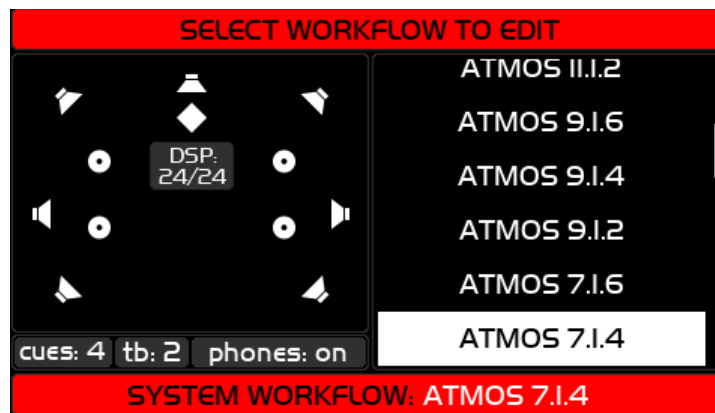 SELECT WORKFLOW TO EDIT
DSP:
24/24
cues: 4 tb: 2 phones: on
ATMOS 11.1.2
ATMOS 9.1.6
ATMOS 9.1.4
ATMOS 9.1.2
ATMOS 7.1.6
ATMOS 7.1.4
SYSTEM WORKFLOW: ATMOS 7.1.4